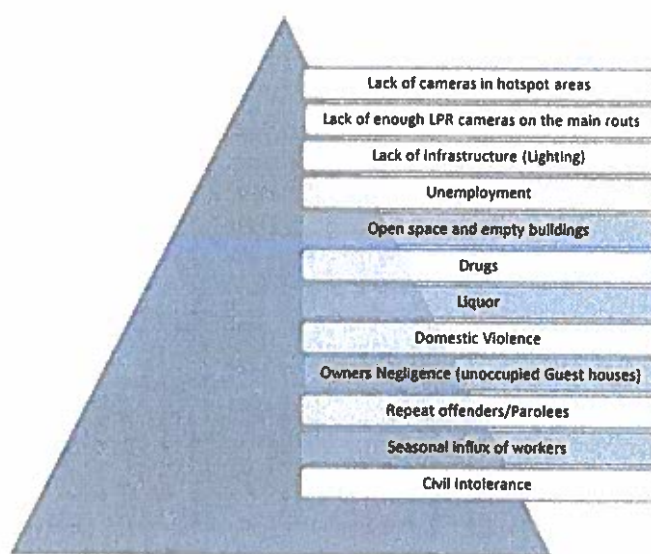 Lack of cameras in hotspot areas
Lack of enough LPR cameras on the main routs
Lack of Infrastructure (Lighting)
Unemployment
Open space and empty buildings
Drugs
Liquor
Domestic Violence
Owners Negligence (unoccupied Guest houses)
Repeat offenders/Parolees
Seasonal influx of workers
Civil Intolerance